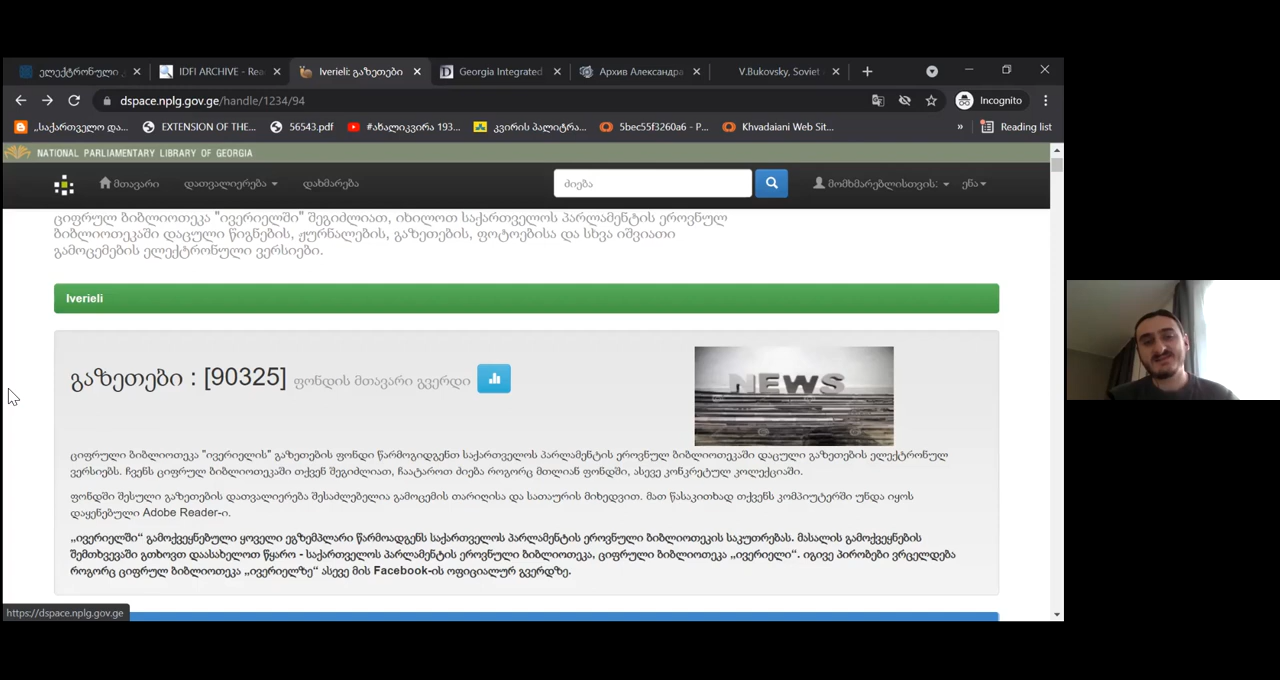 ელექტრონული
IDFI ARCHIVE - Rea
Iverieli: გაზეთები
Georgia Integrated
Архив Александра
V.Bukovsky, Soviet
dspace.nplg.gov.ge/handle/1234/94
Incognito
„საქართველო და...
EXTENSION OF THE...
56543.pdf
#ახალიკვირა 193...
კვირის პალიტრა...
5bec55f3260a6 - P...
Khvadaiani Web Sit...
»
Reading list
NATIONAL PARLIAMENTARY LIBRARY OF GEORGIA
მთავარი
დათვალიერება
დახმარება
ძიება
მომხმარებლისთვის:
ენა
ციფრულ ბიბლიოთეკა "ივერიელში" შეგიძლიათ, იხილოთ საქართველოს პარლამენტის ეროვნულ
ბიბლიოთეკაში დაცული წიგნების, ჟურნალების, გაზეთების, ფოტოებისა და სხვა იშვიათი
გამოცემების ელექტრონული ვერსიები.
Iverieli
გაზეთები : [90325] ფონდის მთავარი გვერდი
NEWS
ციფრული ბიბლიოთეკა "ივერიელის" გაზეთების ფონდი წარმოგიდგენთ საქართველოს პარლამენტის ეროვნულ ბიბლიოთეკაში დაცული გაზეთების ელექტრონულ
ვერსიებს. ჩვენს ციფრულ ბიბლიოთეკაში თქვენ შეგიძლიათ, ჩაატაროთ ძიება როგორც მთლიან ფონდში, ასევე კონკრეტულ კოლექციაში.
ფონდში შესული გაზეთების დათვალიერება შესაძლებელია გამოცემის თარიღისა და სათაურის მიხედვით. მათ წასაკითხად თქვენს კომპიუტერში უნდა იყოს
დაყენებული Adobe Reader-ი.
„ივერიელში“ გამოქვეყნებული ყოველი ეგზემპლარი წარმოადგენს საქართველოს პარლამენტის ეროვნული ბიბლიოთეკის საკუთრებას. მასალის გამოქვეყნების
შემთხვევაში გთხოვთ დაასახელოთ წყარო - საქართველოს პარლამენტის ეროვნული ბიბლიოთეკა, ციფრული ბიბლიოთეკა „ივერიელი“. იგივე პირობები ვრცელდება
როგორც ციფრულ ბიბლიოთეკა „ივერიელზე“ ასევე მის Facebook-ის ოფიციალურ გვერდზე.
https://dspace.nplg.gov.ge